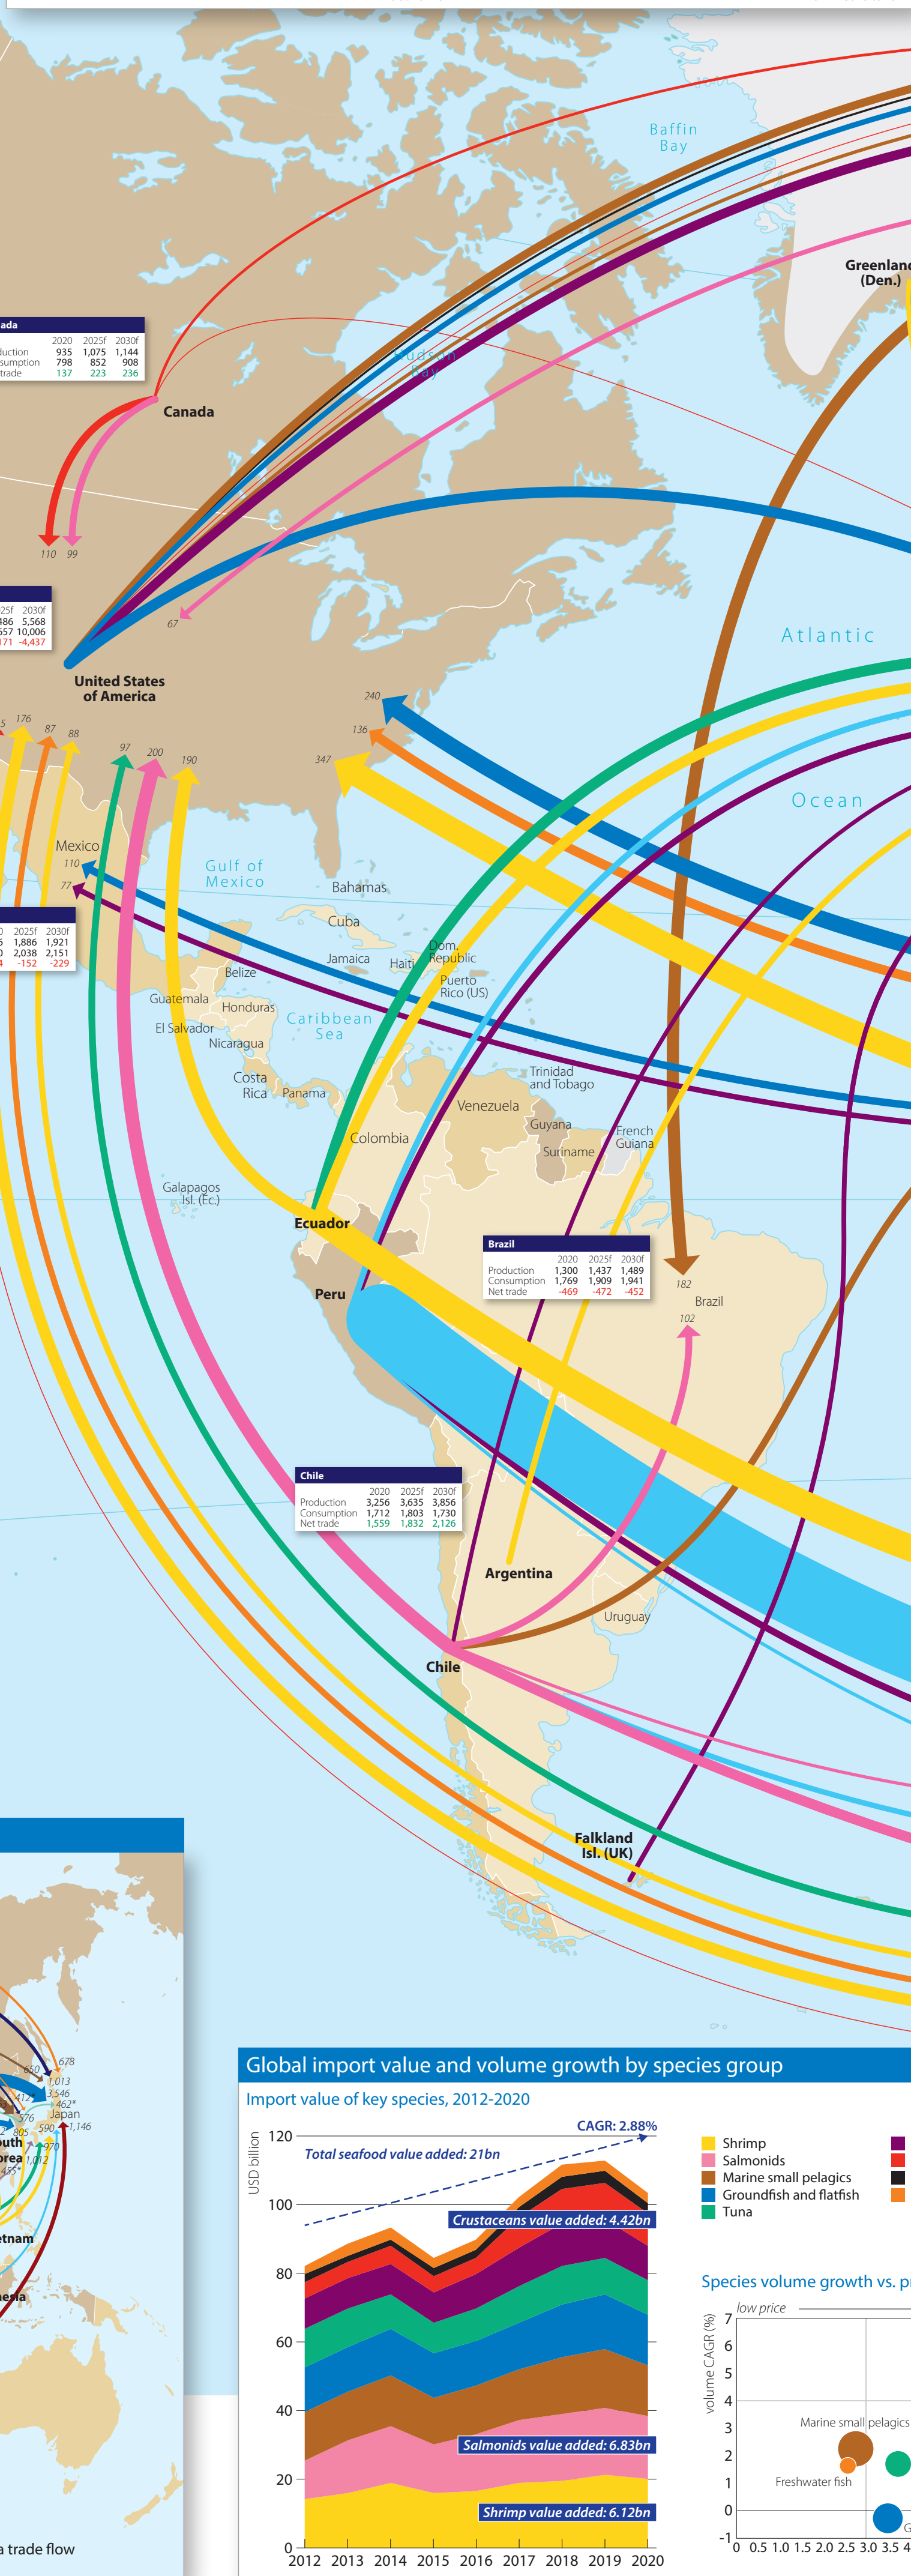 Baffin
Bay
Greenland
(Den.)
ada
2020 2025f 2030f
duction 935 1,075 1,144
sumption 798 852 908
trade 137 223 236
Hudson
Bay
Canada
110 99
67
25f 2030f
486 5,568
657 10,006
171 -4,437
Atlantic
Ocean
United States
of America
240
136
347
5 176 87 88
97 200 190
Mexico
110
77
Gulf of
Mexico
Bahamas
Cuba
2025f 2030f
1,886 1,921
2,038 2,151
-152 -229
Jamaica
Haiti
Dom.
Republic
Puerto
Rico (US)
Belize
Guatemala
Honduras
El Salvador
Nicaragua
Caribbean
Sea
Costa
Rica
Panama
Trinidad
and Tobago
Venezuela
Guyana
Suriname
French
Guiana
Colombia
Galapagos
Isl. (Ec.)
Ecuador
Peru
Brazil
2020 2025f 2030f
Production 1,300 1,437 1,489
Consumption 1,769 1,909 1,941
Net trade -469 -472 -452
182
Brazil
102
Chile
2020 2025f 2030f
Production 3,256 3,635 3,856
Consumption 1,712 1,803 1,730
Net trade 1,559 1,832 2,126
Argentina
Uruguay
Chile
Falkland
Isl. (UK)
678
650
1,013
3,546
412*
462*
576
Japan
805
590
1,146
outh
orea
970
1,012
455*
etnam
nesia
a trade flow
Global import value and volume growth by species group
Import value of key species, 2012-2020
USD billion
CAGR: 2.88%
Total seafood value added: 21bn
Crustaceans value added: 4.42bn
Salmonids value added: 6.83bn
Shrimp value added: 6.12bn
120
100
80
60
40
20
0
2012 2013 2014 2015 2016 2017 2018 2019 2020
Shrimp
Salmonids
Marine small pelagics
Groundfish and flatfish
Tuna
Species volume growth vs. pr
low price
volume CAGR (%)
7
6
5
4
3
2
1
0
-1
Marine small pelagics
Freshwater fish
G
0 0.5 1.0 1.5 2.0 2.5 3.0 3.5 4